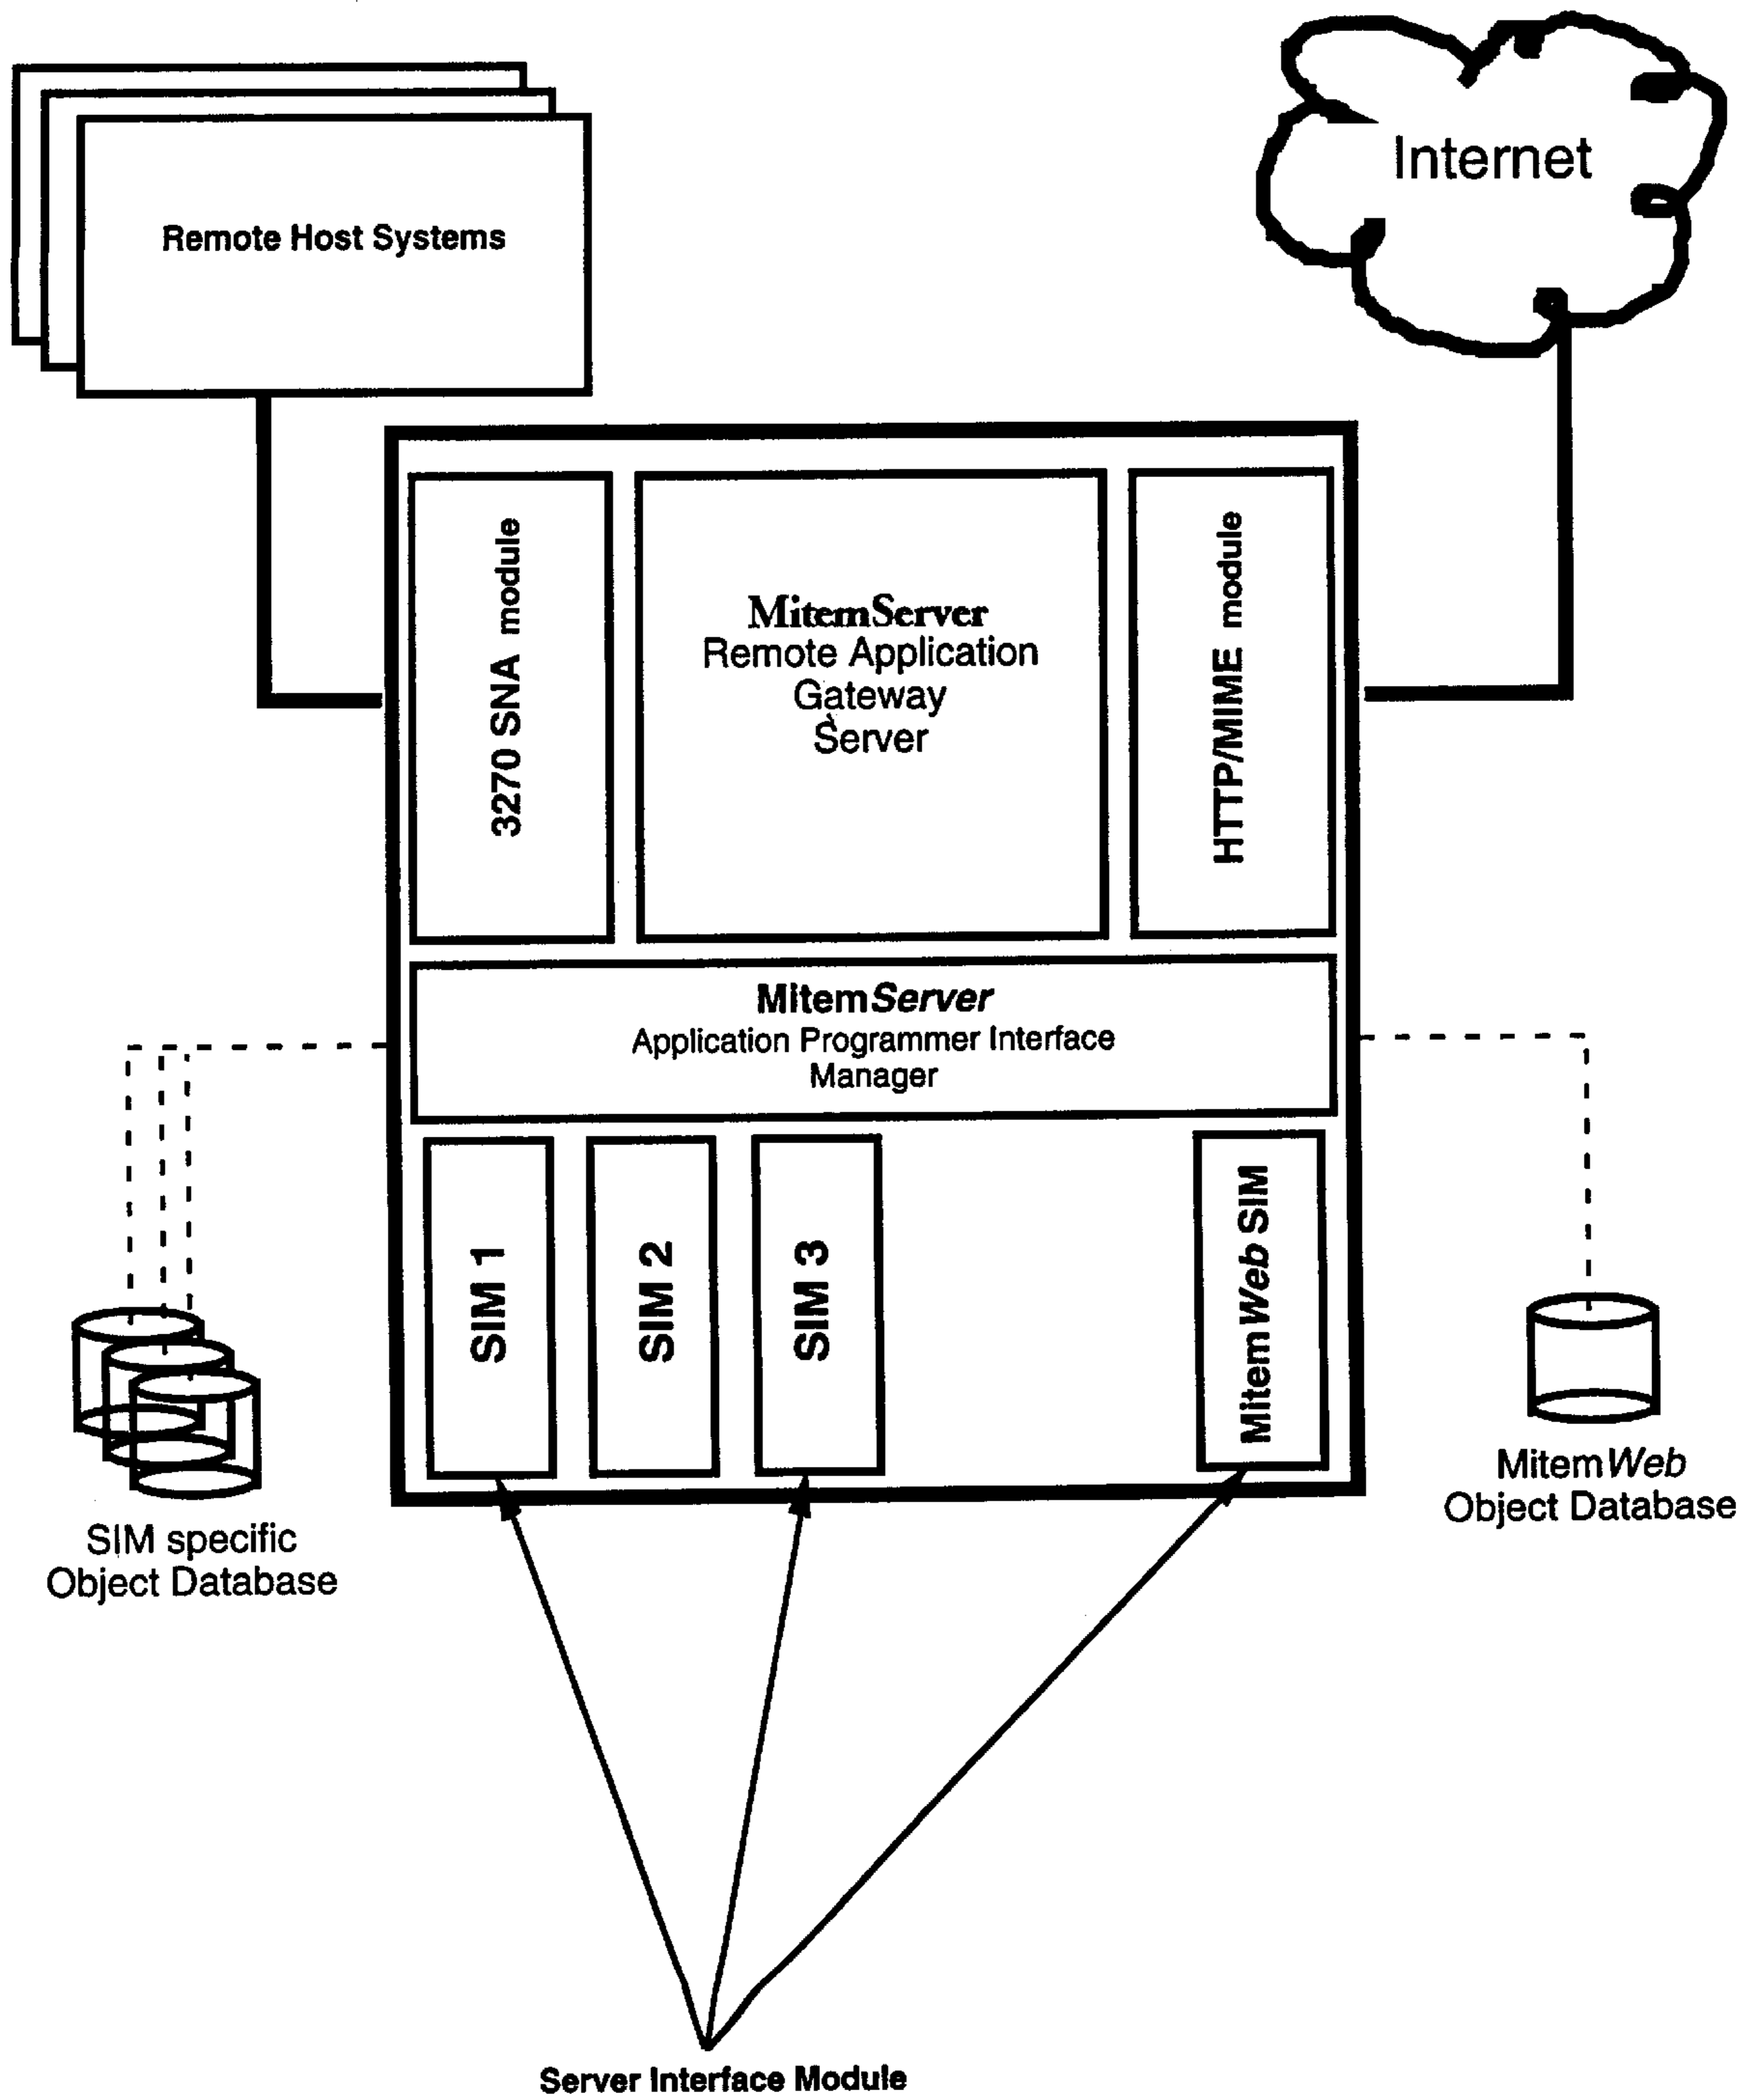 Internet
Remote Host Systems
3270 SNA module
MitemServer
Remote Application
Gateway
Server
HTTP/MIME module
MitemServer
Application Programmer Interface
Manager
SIM 1
SIM 2
SIM 3
MitemWeb SIM
SIM specific
Object Database
MitemWeb
Object Database
Server Interface Module